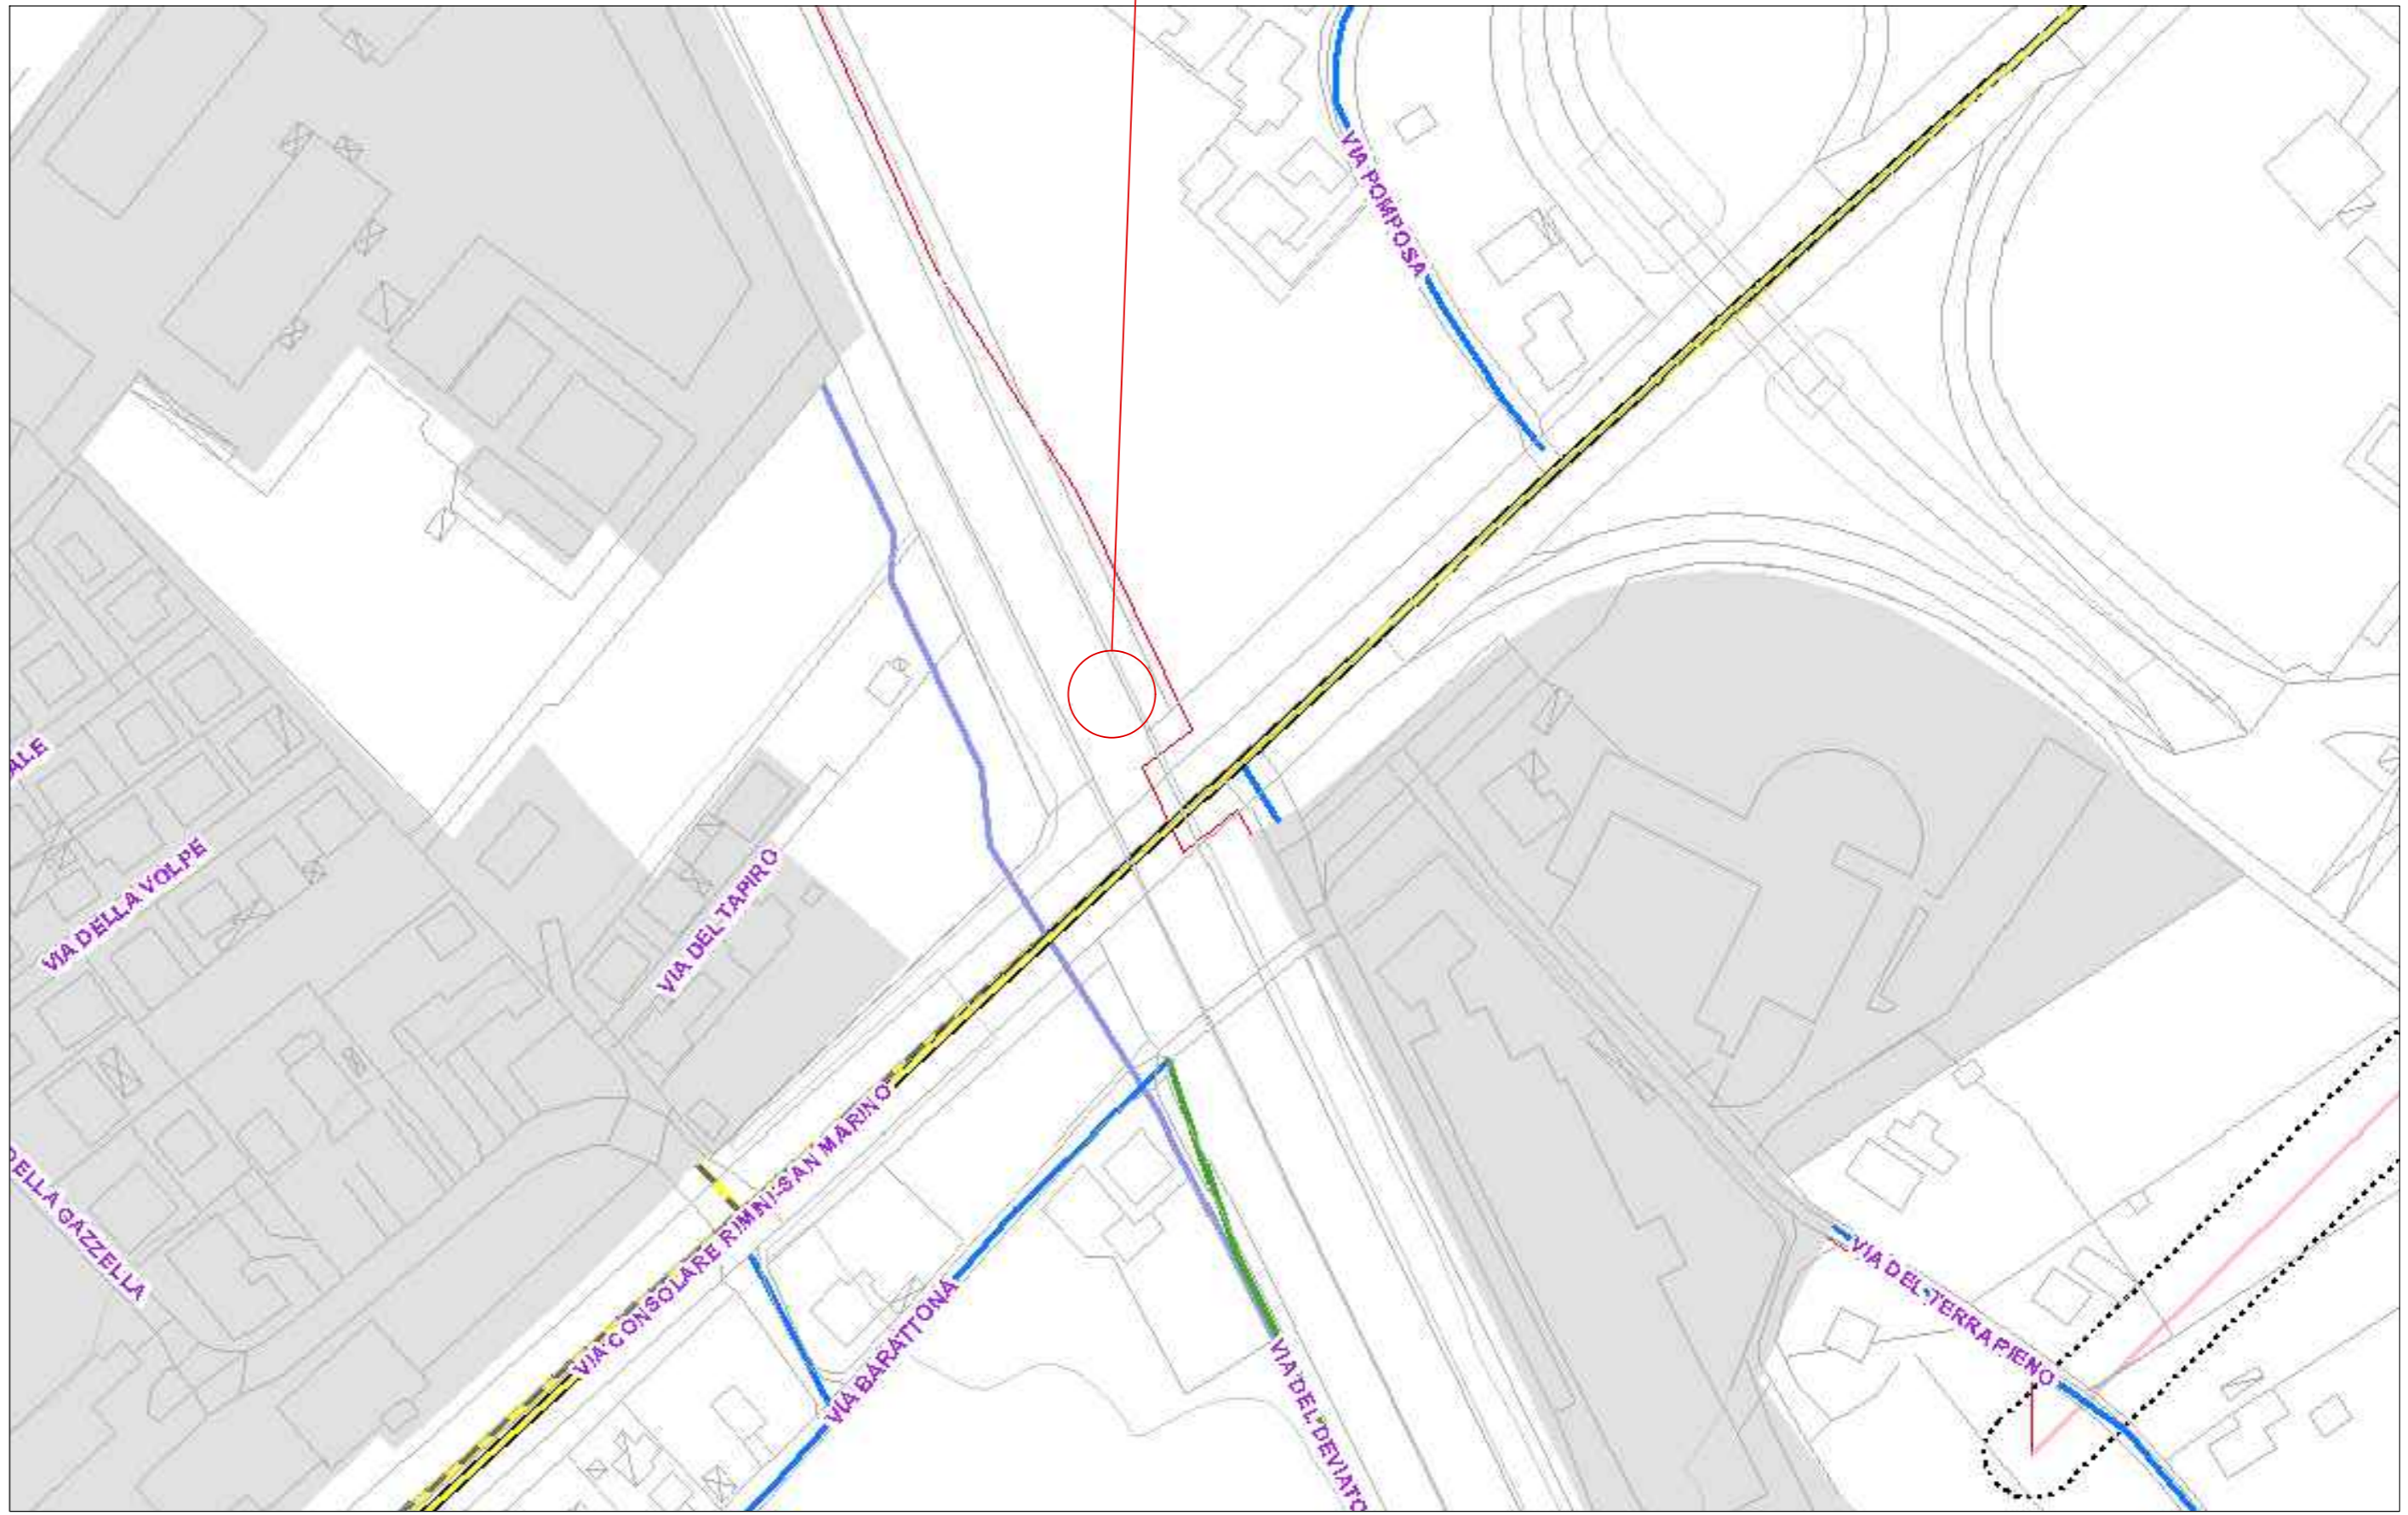 VIA POMPOSA
ALE
VIA DELLA VOLPE
VIA DEL TAPIRO
VIA CONSOLARE RIMINI-SAN MARINO
DELLA GAZZELLA
VIA BARATTONA
VIA DEL TERRAPIENO
VIA DEL DEVIATO